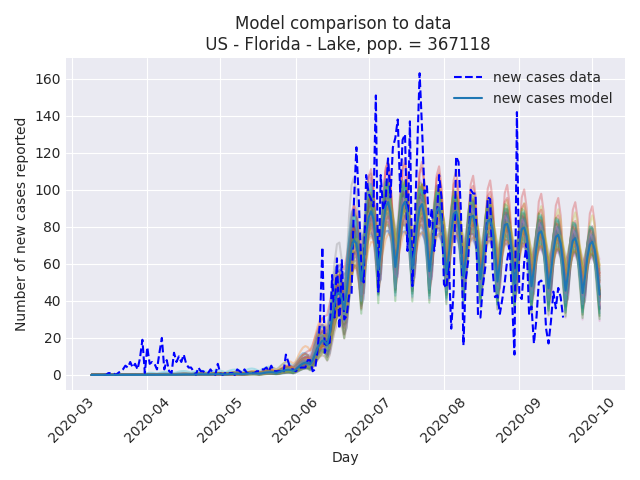 Model comparison to data
US - Florida - Lake, pop. = 367118
new cases data
new cases model
Number of new cases reported
160
140
120
100
80
60
40
20
0
2020-03
2020-04
2020-05
2020-06
2020-07
2020-08
2020-09
2020-10
Day